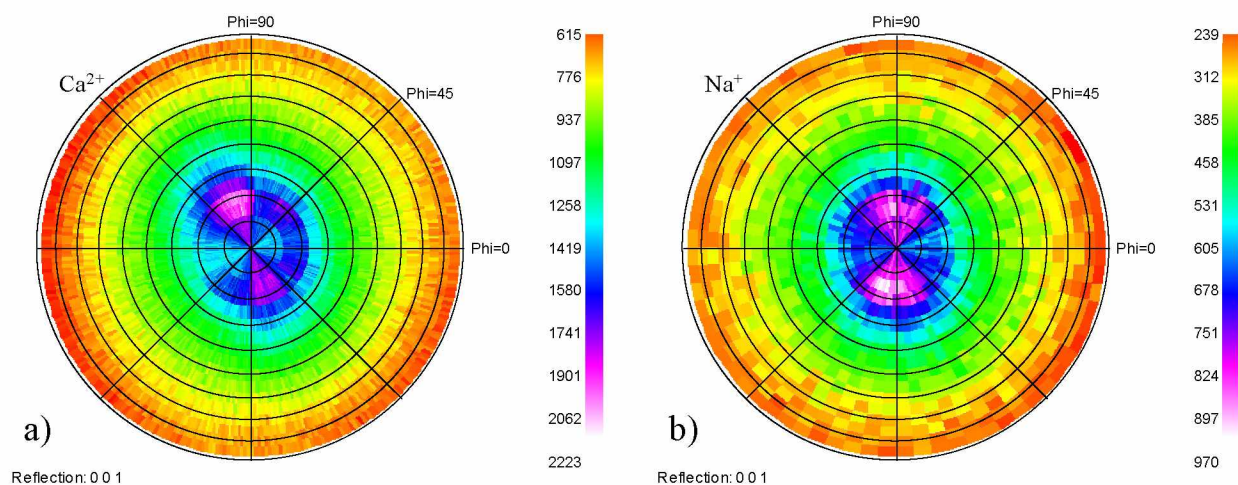 Phi=90
Ca²⁺
Phi=45
Phi=0
a)
Reflection: 0 0 1
615
776
937
1097
1258
1419
1580
1741
1901
2062
2223
Phi=90
Na⁺
Phi=45
Phi=0
b)
Reflection: 0 0 1
239
312
385
458
531
605
678
751
824
897
970